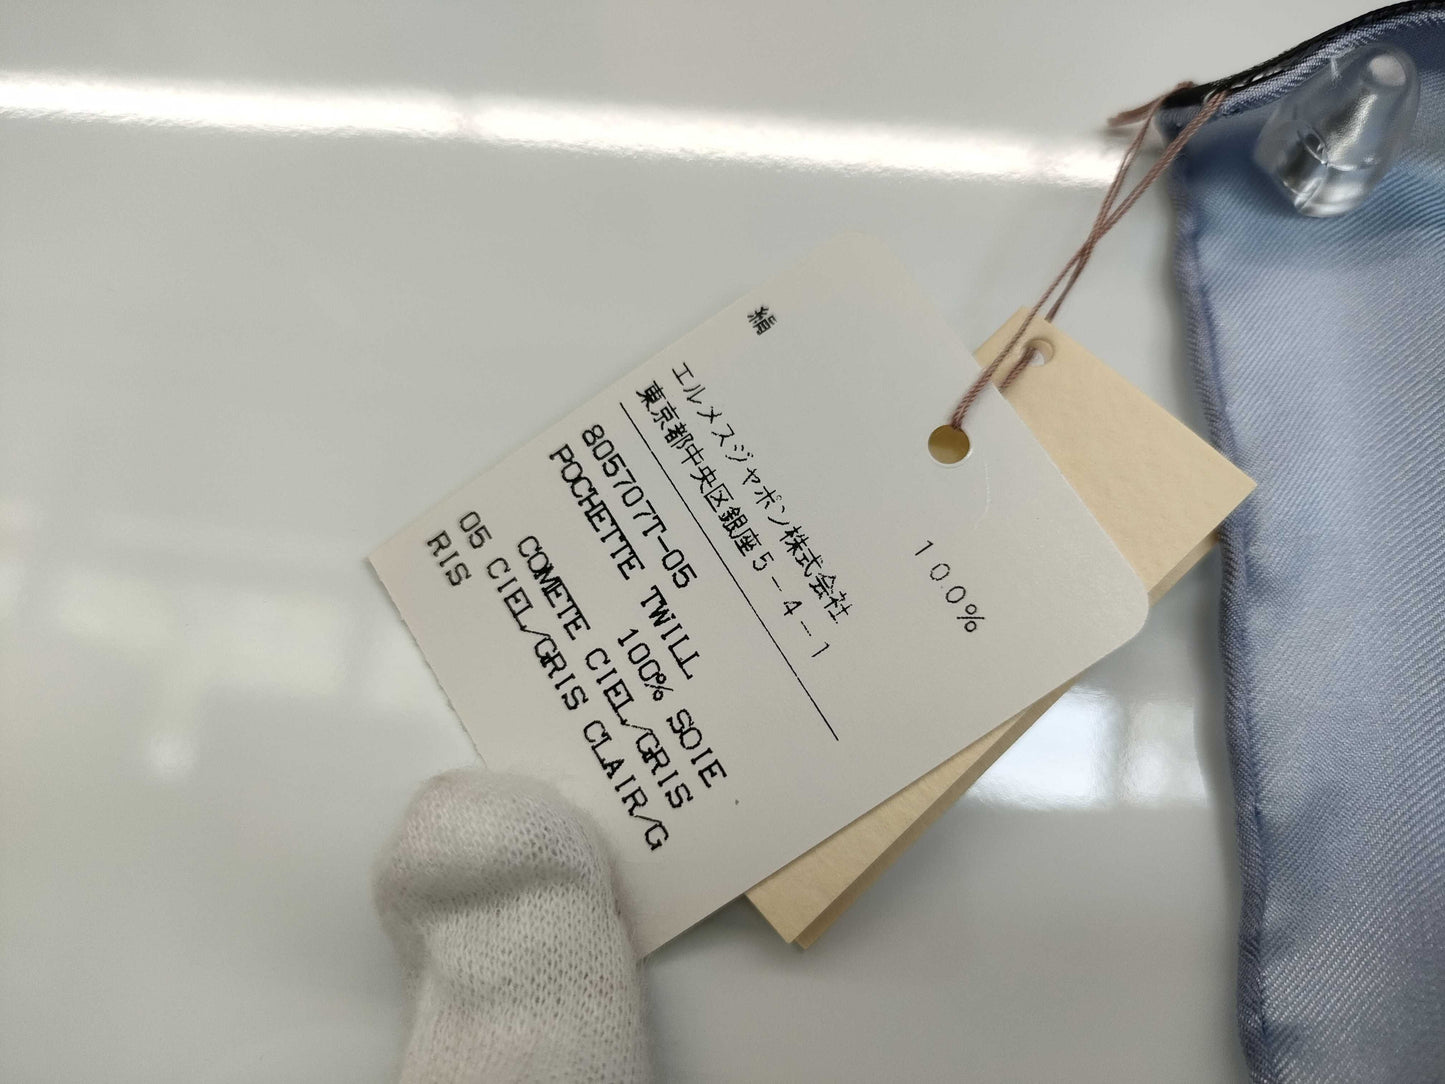 絹 100%
エルメスジャポン株式会社
東京都中央区銀座5-4-1
805707T-05
POCHETTE TWILL
100% SOIE
COMETE CIEL/GRIS
05 CIEL/GRIS CLAIR/G
RIS